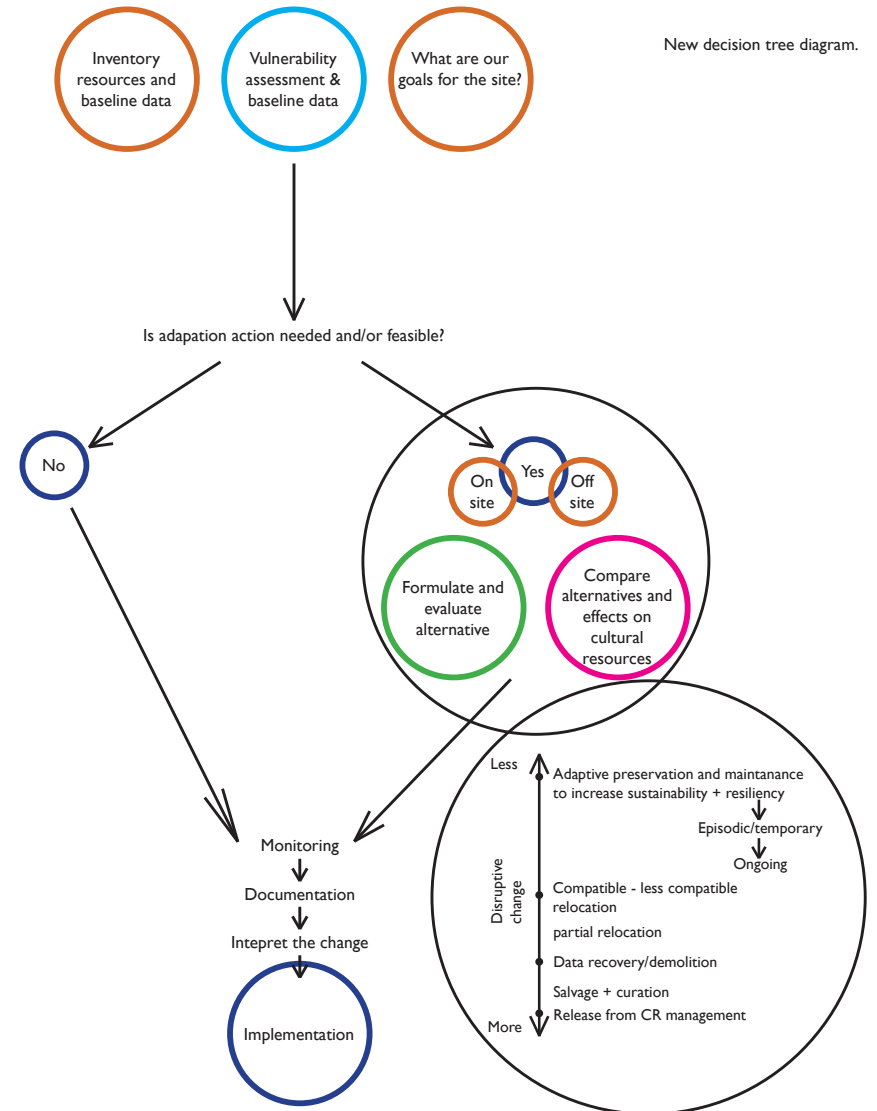 Inventory
resources and
baseline data
Vulnerability
assessment &
baseline data
What are our
goals for the site?
New decision tree diagram.
Is adapation action needed and/or feasible?
No
Yes
On
site
Off
site
Formulate and
evaluate
alternative
Compare
alternatives and
effects on
cultural
resources
Less
Disruptive
change
More
Adaptive preservation and maintanance
to increase sustainability + resiliency
Episodic/temporary
Ongoing
Compatible - less compatible
relocation
partial relocation
Data recovery/demolition
Salvage + curation
Release from CR management
Monitoring
Documentation
Intepret the change
Implementation